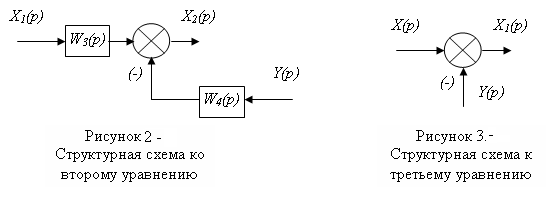 X₁(p)
X₂(p)
W₃(p)
(-)
Y(p)
W₄(p)
Рисунок 2 -
Структурная схема ко
второму уравнению
X(p)
X₁(p)
(-)
Y(p)
Рисунок 3.-
Структурная схема к
третьему уравнению